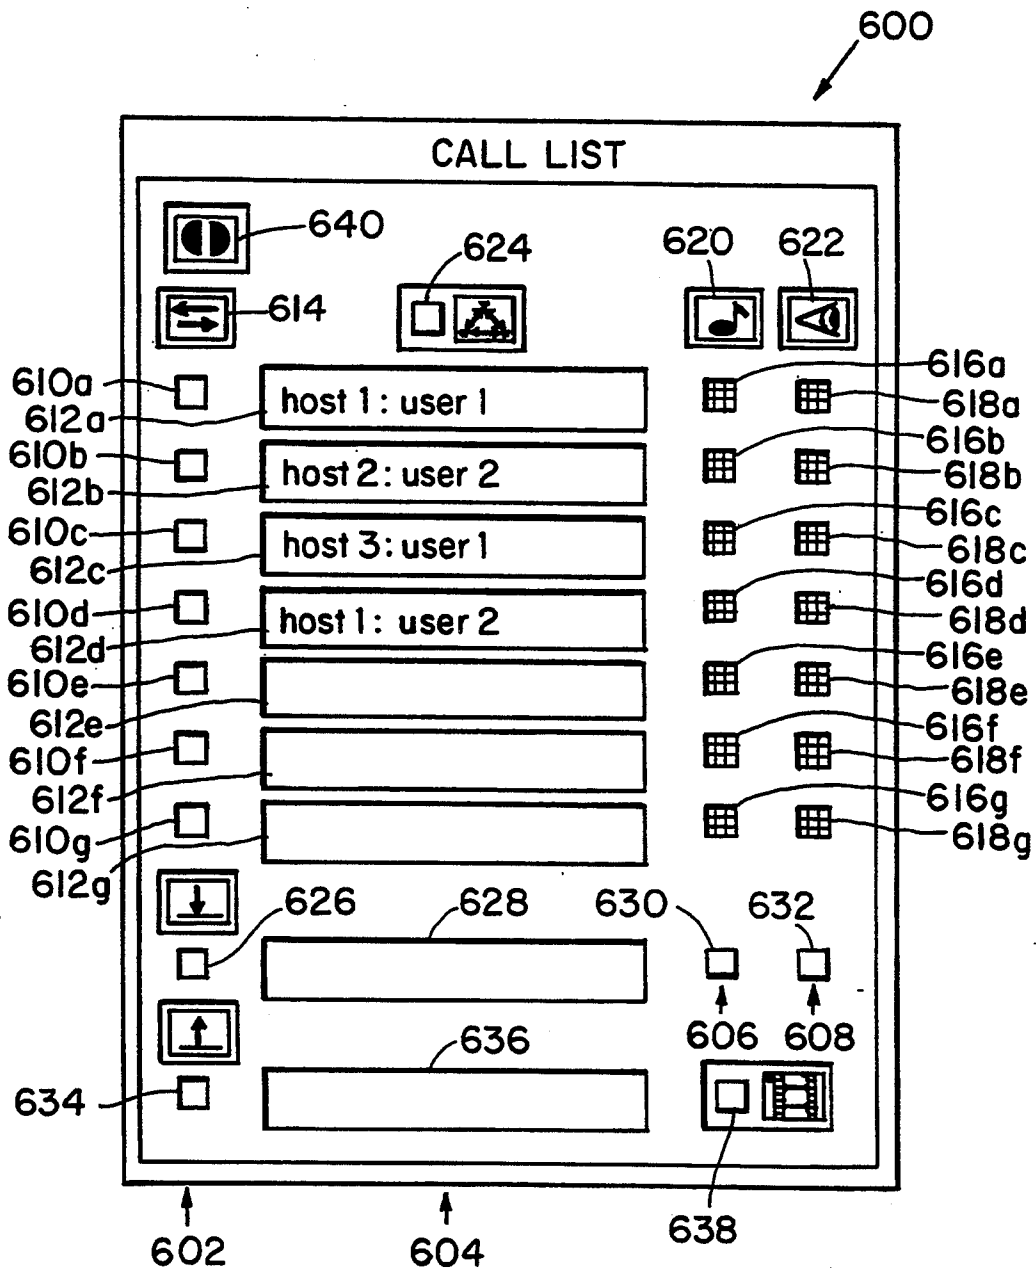 600
CALL LIST
640
624
620
622
614
610a
612a
host 1: user 1
616a
618a
610b
612b
host 2: user 2
616b
618b
610c
612c
host 3: user 1
616c
618c
610d
612d
host 1: user 2
616d
618d
610e
612e
616e
618e
610f
612f
616f
618f
610g
612g
616g
618g
626
628
630
632
606
608
634
636
638
602
604